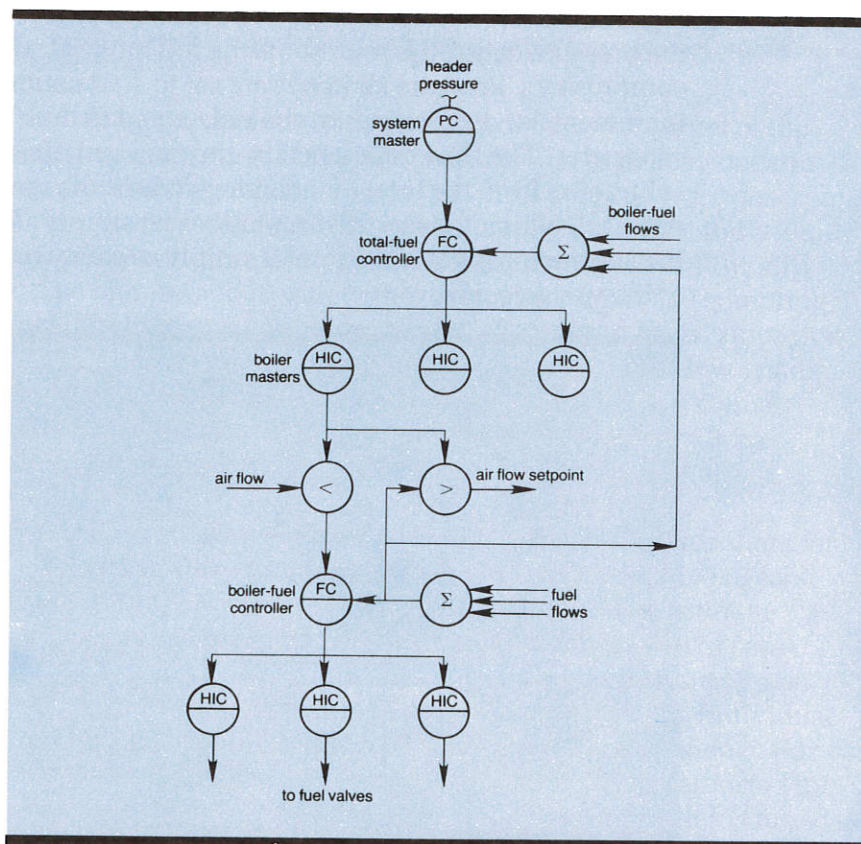 header
pressure
PC
system
master
boiler-fuel
flows
total-fuel
controller
FC
Σ
boiler
masters
HIC
HIC
HIC
air flow
<
>
air flow setpoint
boiler-fuel
controller
FC
Σ
fuel
flows
HIC
HIC
HIC
to fuel valves